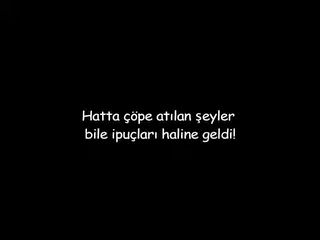 Hatta çöpe atılan şeyler
bile ipuçları haline geldi!